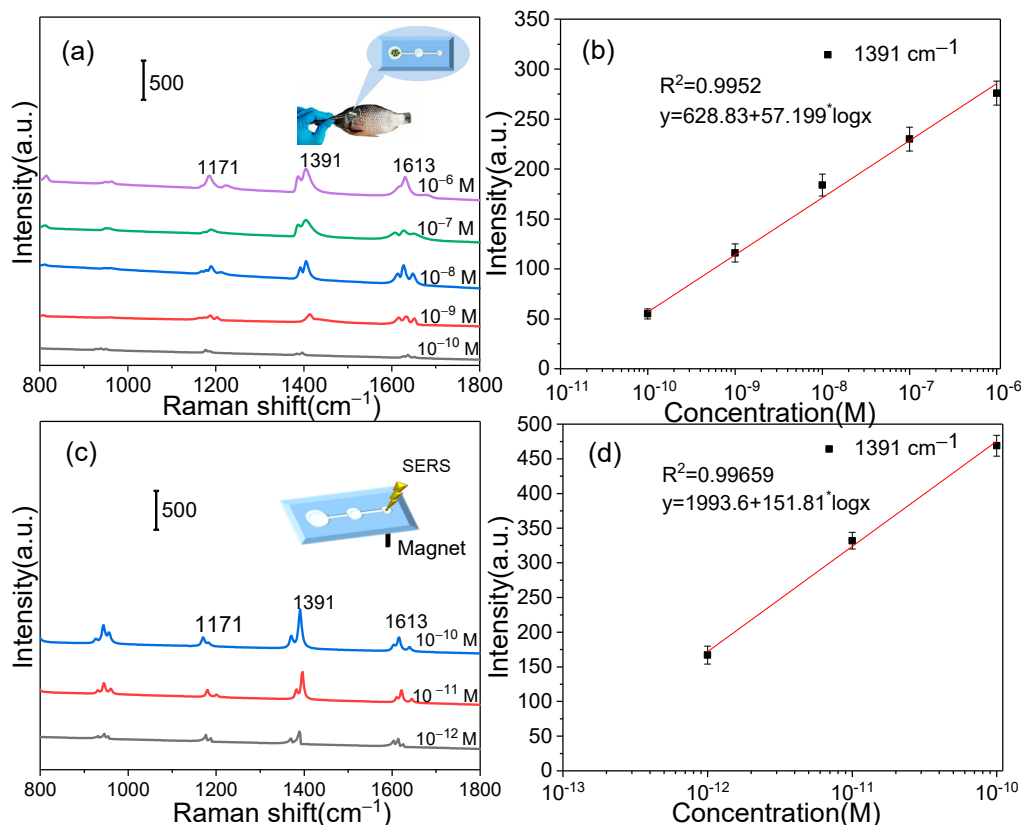 (a)
500
1171
1391
1613
10⁻⁶ M
10⁻⁷ M
10⁻⁸ M
10⁻⁹ M
10⁻¹⁰ M
Intensity(a.u.)
800 1000 1200 1400 1600 1800
Raman shift(cm⁻¹)
(b)
1391 cm⁻¹
R²=0.9952
y=628.83+57.199*logx
Intensity(a.u.)
350
300
250
200
150
100
50
0
10⁻¹¹ 10⁻¹⁰ 10⁻⁹ 10⁻⁸ 10⁻⁷ 10⁻⁶
Concentration(M)
(c)
500
SERS
Magnet
1171
1391
1613
10⁻¹⁰ M
10⁻¹¹ M
10⁻¹² M
Intensity(a.u.)
800 1000 1200 1400 1600 1800
Raman shift(cm⁻¹)
(d)
1391 cm⁻¹
R²=0.99659
y=1993.6+151.81*logx
Intensity(a.u.)
500
450
400
350
300
250
200
150
100
50
0
10⁻¹³ 10⁻¹² 10⁻¹¹ 10⁻¹⁰
Concentration(M)